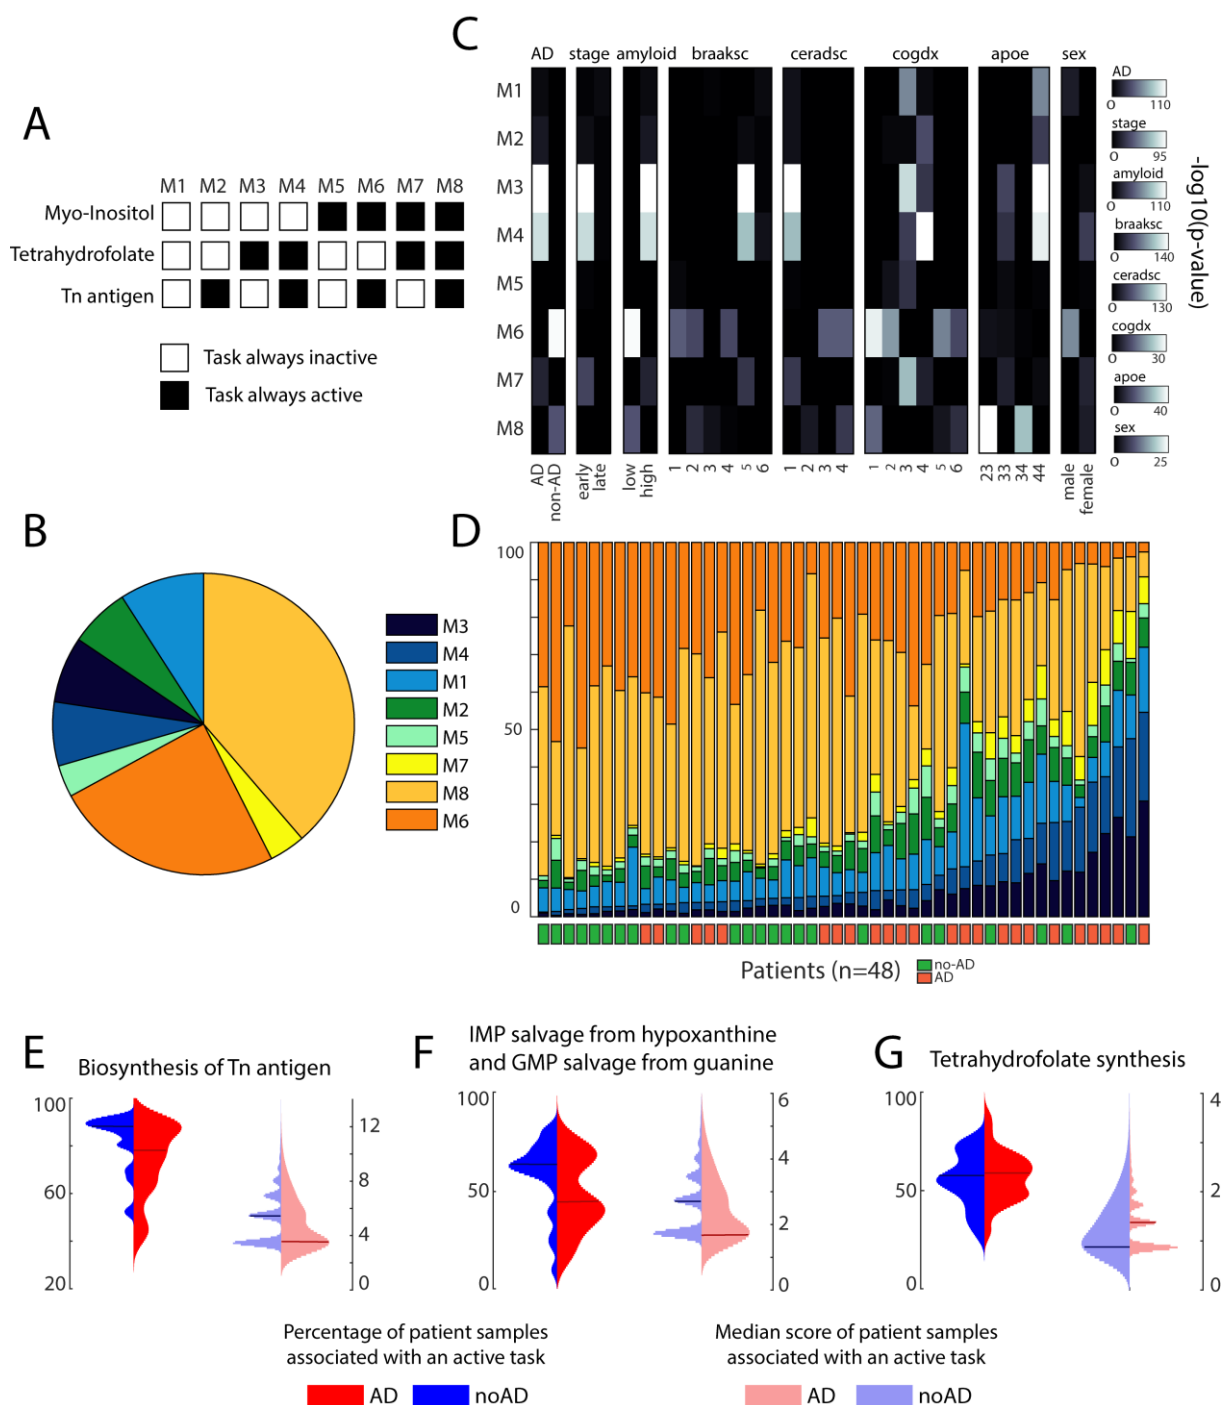 A
M1 M2 M3 M4 M5 M6 M7 M8
Myo-Inositol
Tetrahydrofolate
Tn antigen
Task always inactive
Task always active
C
AD stage amyloid braaksc ceradsc cogdx apoe sex
M1
M2
M3
M4
M5
M6
M7
M8
AD non-AD early late low high 1 2 3 4 5 6 1 2 3 4 1 2 3 4 5 6 23 33 34 44 male female
AD
0 110
stage
0 95
amyloid
0 110
braaksc
0 140
ceradsc
0 130
cogdx
0 30
apoe
0 40
sex
0 25
-log10(p-value)
B
M3
M4
M1
M2
M5
M7
M8
M6
D
100
50
0
Patients (n=48)
no-AD
AD
E
Biosynthesis of Tn antigen
100
60
20
12
8
4
0
F
IMP salvage from hypoxanthine
and GMP salvage from guanine
100
50
0
6
4
2
0
G
Tetrahydrofolate synthesis
100
50
0
4
2
0
Percentage of patient samples
associated with an active task
AD noAD
Median score of patient samples
associated with an active task
AD noAD